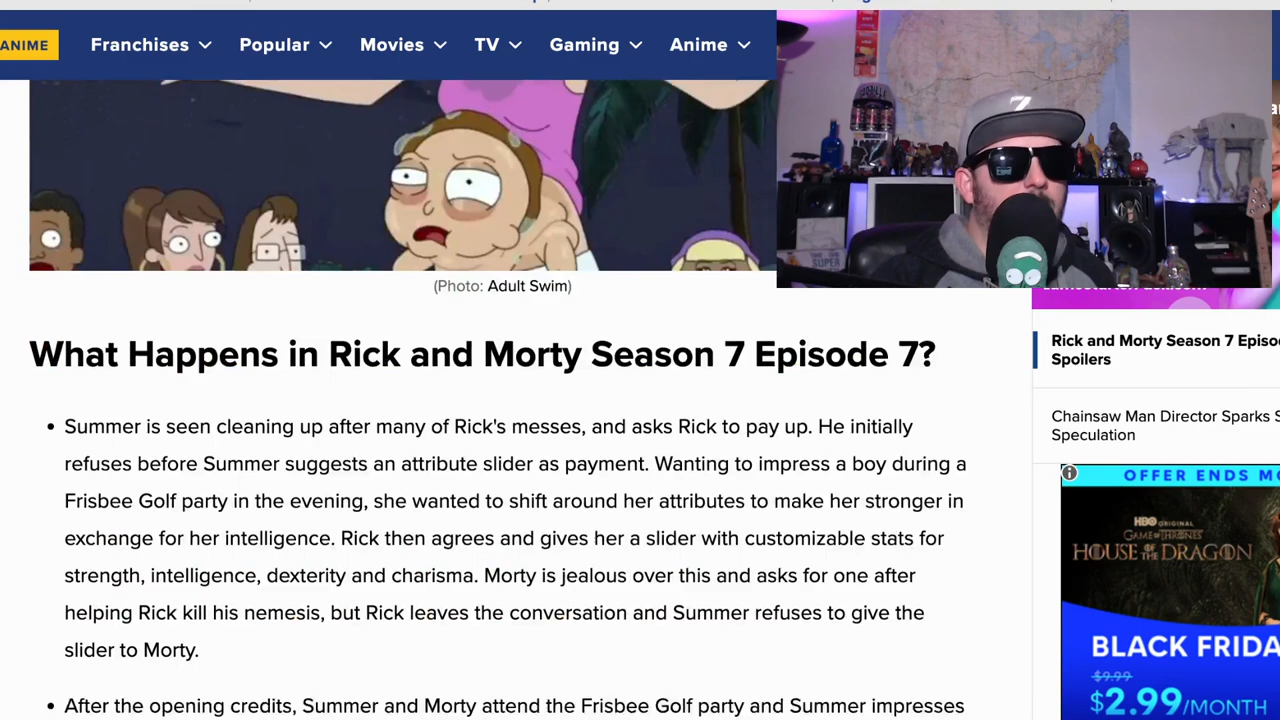 ANIME
Franchises
Popular
Movies
TV
Gaming
Anime
(Photo: Adult Swim)
What Happens in Rick and Morty Season 7 Episode 7?
• Summer is seen cleaning up after many of Rick's messes, and asks Rick to pay up. He initially
refuses before Summer suggests an attribute slider as payment. Wanting to impress a boy during a
Frisbee Golf party in the evening, she wanted to shift around her attributes to make her stronger in
exchange for her intelligence. Rick then agrees and gives her a slider with customizable stats for
strength, intelligence, dexterity and charisma. Morty is jealous over this and asks for one after
helping Rick kill his nemesis, but Rick leaves the conversation and Summer refuses to give the
slider to Morty.
• After the opening credits, Summer and Morty attend the Frisbee Golf party and Summer impresses
Rick and Morty Season 7 Episo
Spoilers
Chainsaw Man Director Sparks S
Speculation
OFFER ENDS MO
HBO ORIGINAL
GAME OF THRONES
HOUSE OF THE DRAGON
BLACK FRIDA
$9.99
$2.99/MONTH
SUPER